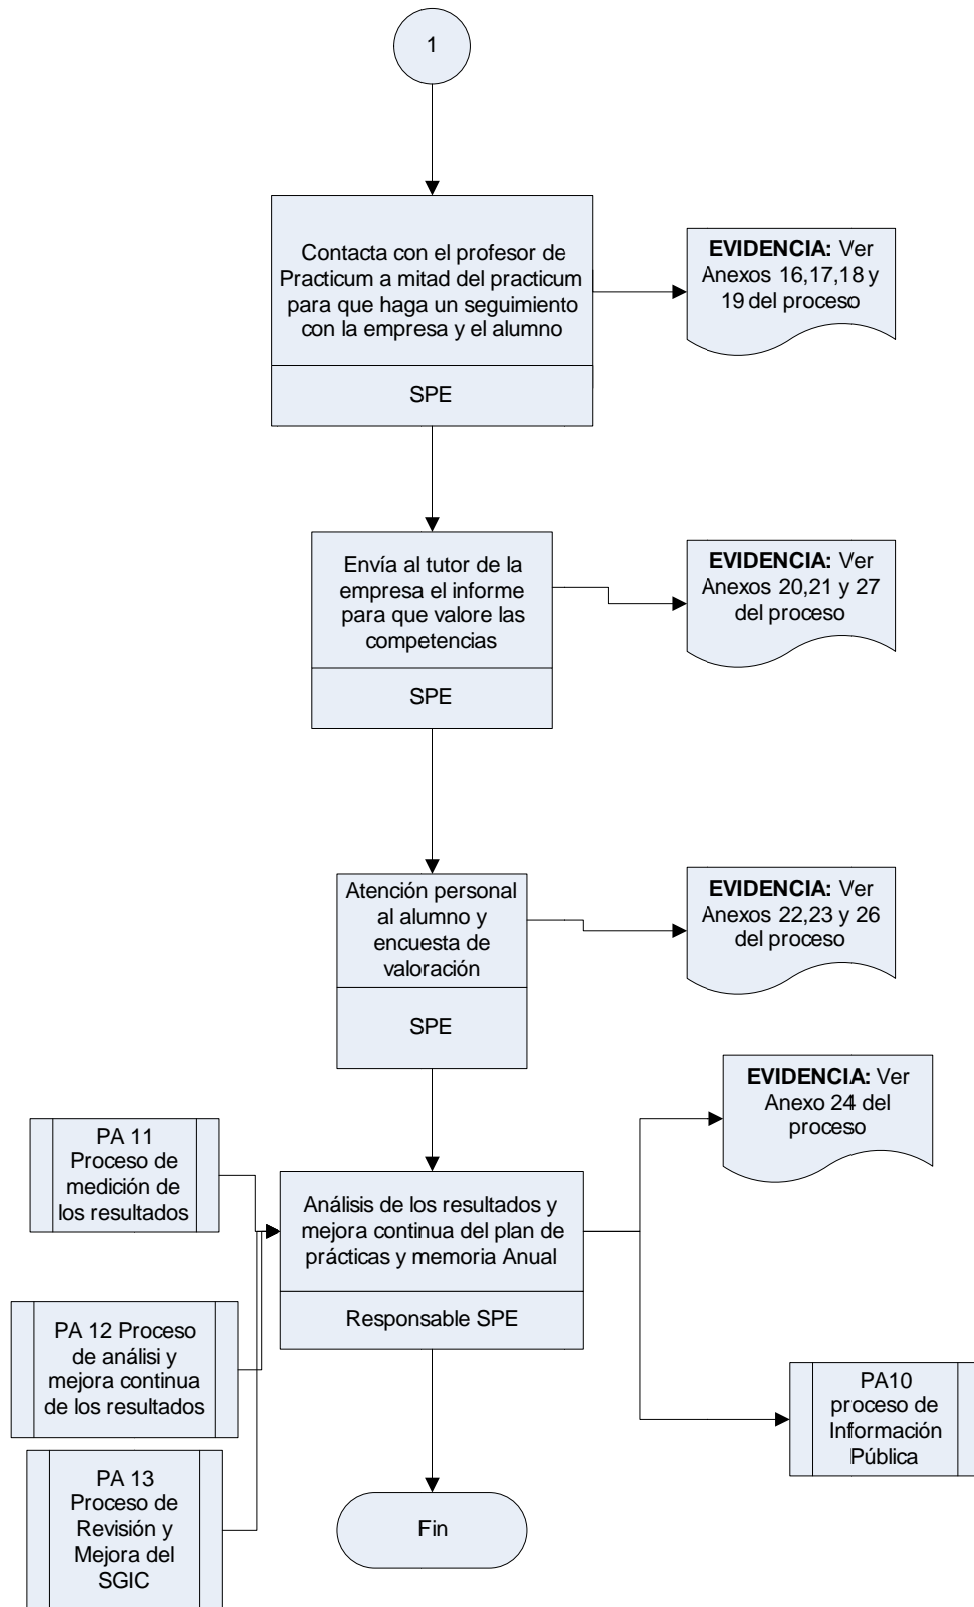 1
Contacta con el profesor de
Practicum a mitad del practicum
para que haga un seguimiento
con la empresa y el alumno
SPE
EVIDENCIA: Ver
Anexos 16,17,18 y
19 del proceso
Envía al tutor de la
empresa el informe
para que valore las
competencias
SPE
EVIDENCIA: Ver
Anexos 20,21 y 27
del proceso
Atención personal
al alumno y
encuesta de
valoración
SPE
EVIDENCIA: Ver
Anexos 22,23 y 26
del proceso
EVIDENCIA: Ver
Anexo 24 del
proceso
PA 11
Proceso de
medición de
los resultados
Análisis de los resultados y
mejora continua del plan de
prácticas y memoria Anual
Responsable SPE
PA 12 Proceso
de análisi y
mejora continua
de los resultados
PA10
proceso de
Información
Pública
PA 13
Proceso de
Revisión y
Mejora del
SGIC
Fin